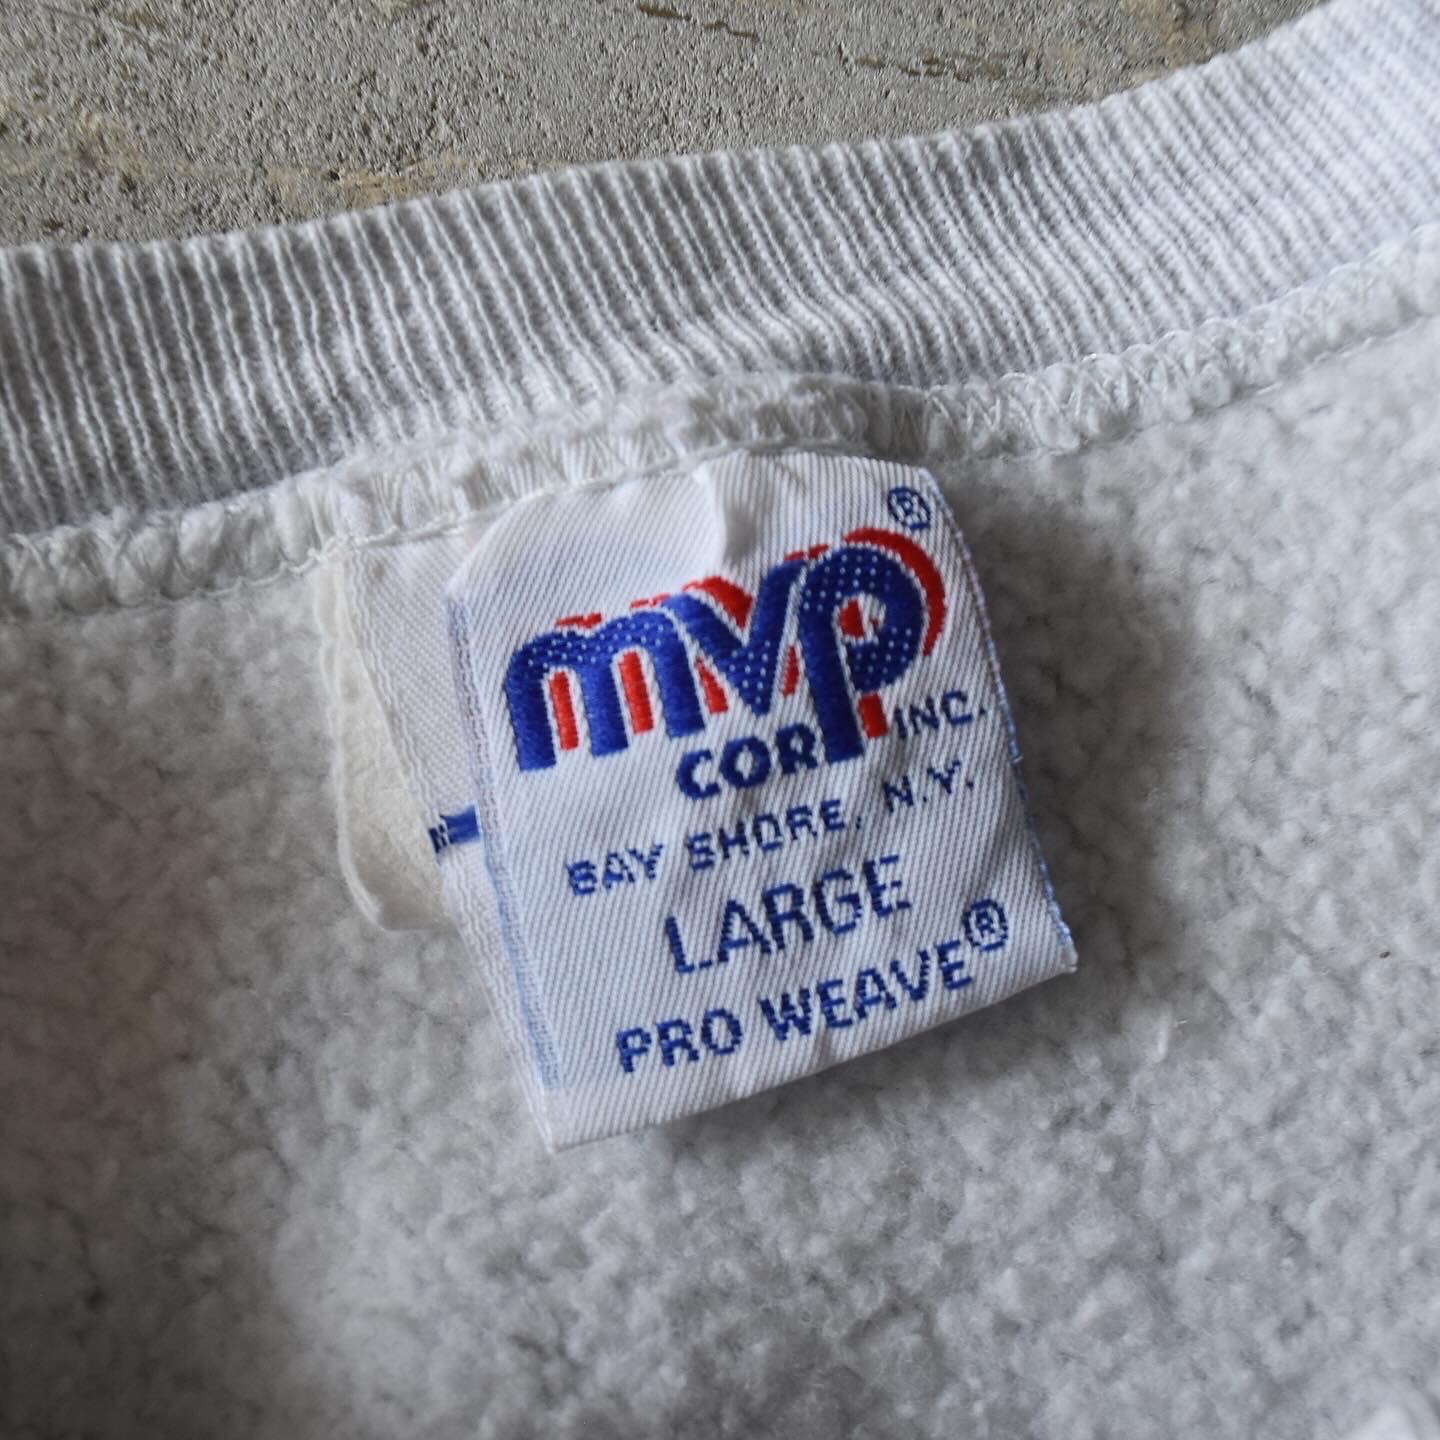 mvp®
CORP INC.
BAY SHORE, N.Y.
LARGE
PRO WEAVE®